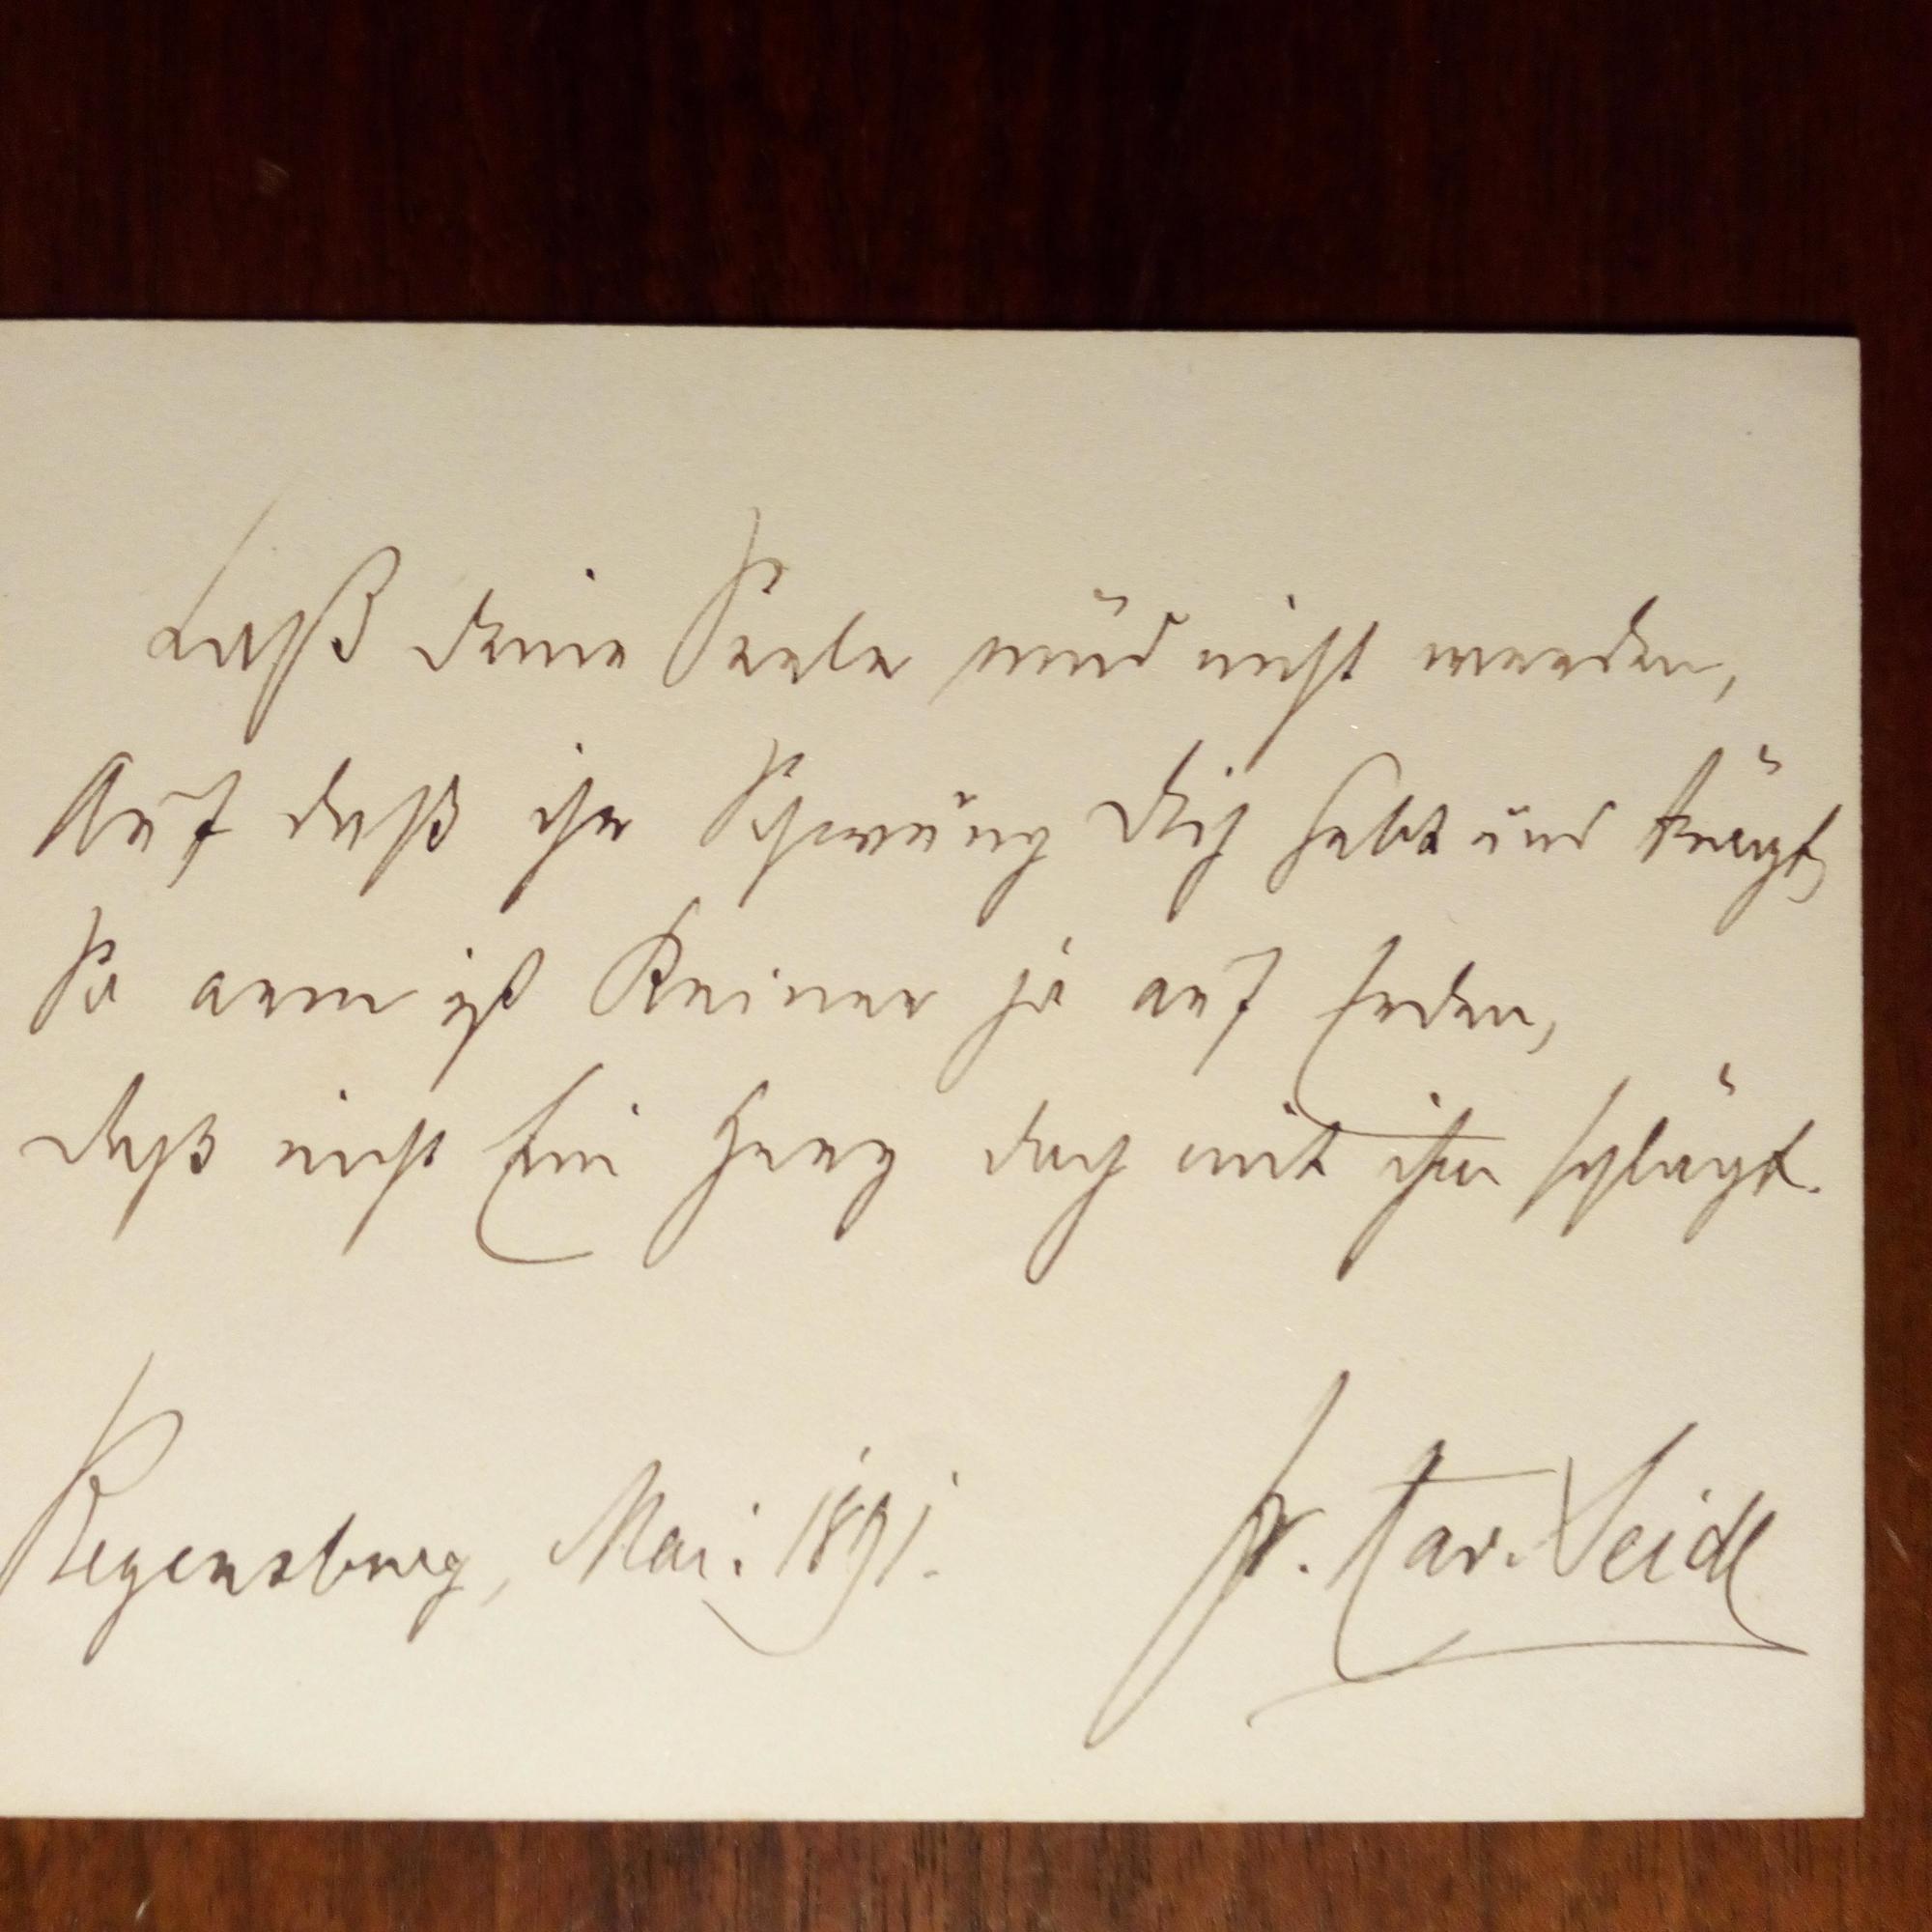 Laß deine Seele müd nicht werden,
Auf daß ihr Schwung Dich hebt und trägt,
So arm ist Keiner ja auf Erden,
daß nicht Ein Herz doch mit ihm schlägt.
Regensburg, Mai 1891. Fr. Xav. Seidl